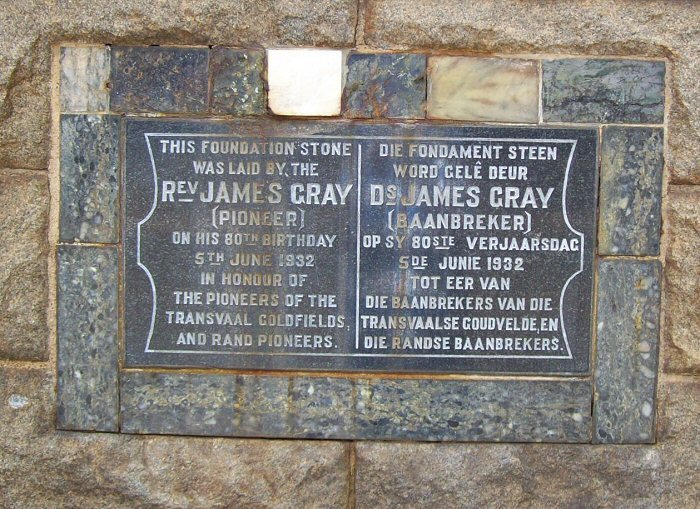 THIS FOUNDATION STONE
WAS LAID BY THE
REV JAMES GRAY
(PIONEER)
ON HIS 80TH BIRTHDAY
5TH JUNE 1932
IN HONOUR OF
THE PIONEERS OF THE
TRANSVAAL GOLDFIELDS,
AND RAND PIONEERS.
DIE FONDAMENT STEEN
WORD GELÊ DEUR
DS JAMES GRAY
(BAANBREKER)
OP SY 80STE VERJAARSDAG
5DE JUNIE 1932
TOT EER VAN
DIE BAANBREKERS VAN DIE
TRANSVAALSE GOUDVELDE, EN
DIE RANDSE BAANBREKERS.